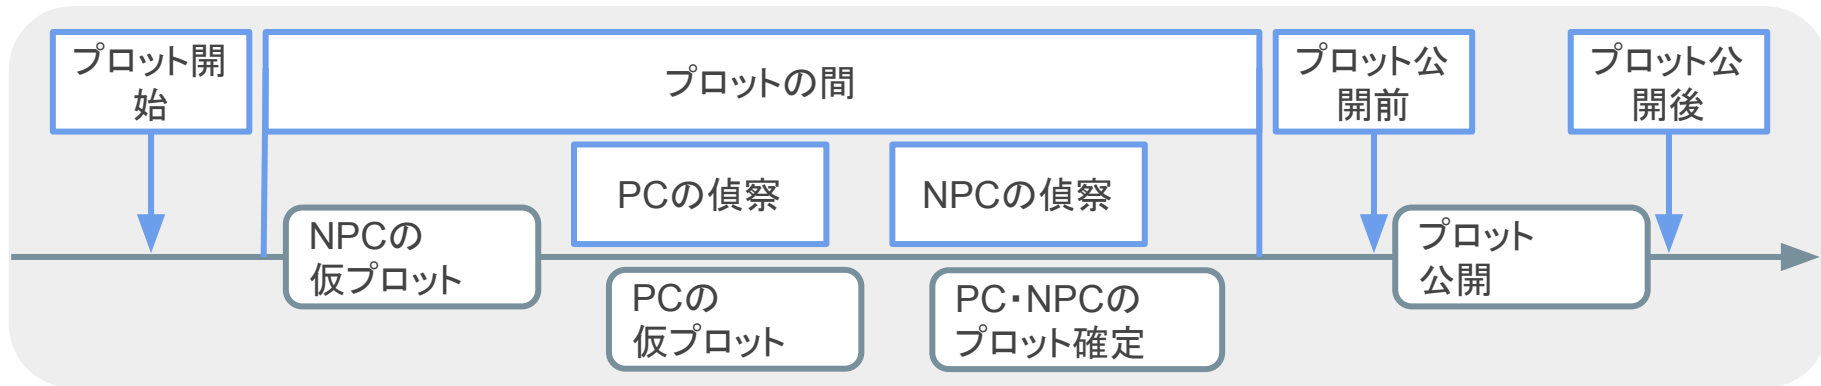 プロット開
始
プロットの間
プロット公
開前
プロット公
開後
PCの偵察
NPCの偵察
NPCの
仮プロット
プロット
公開
PCの
仮プロット
PC・NPCの
プロット確定